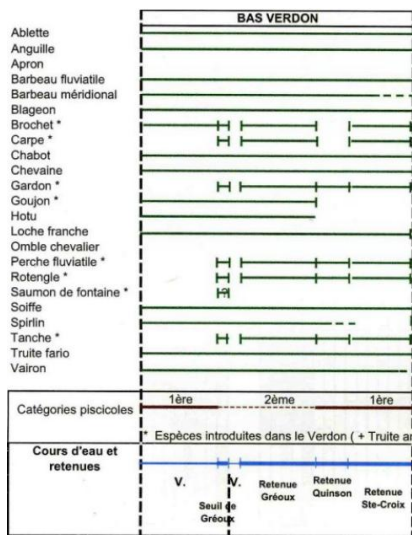 BAS VERDON
Ablette
Anguille
Apron
Barbeau fluviatile
Barbeau méridional
Blageon
Brochet *
Carpe *
Chabot
Chevaine
Gardon *
Goujon *
Hotu
Loche franche
Omble chevalier
Perche fluviatile *
Rotengle *
Saumon de fontaine *
Soiffe
Spirlin
Tanche *
Truite fario
Vairon
Catégories piscicoles 1ère 2ème 1ère
* Espèces introduites dans le Verdon ( + Truite ar
Cours d'eau et
retenues
V. V. Retenue Gréoux Retenue Quinson Retenue Ste-Croix
Seuil de
Gréoux